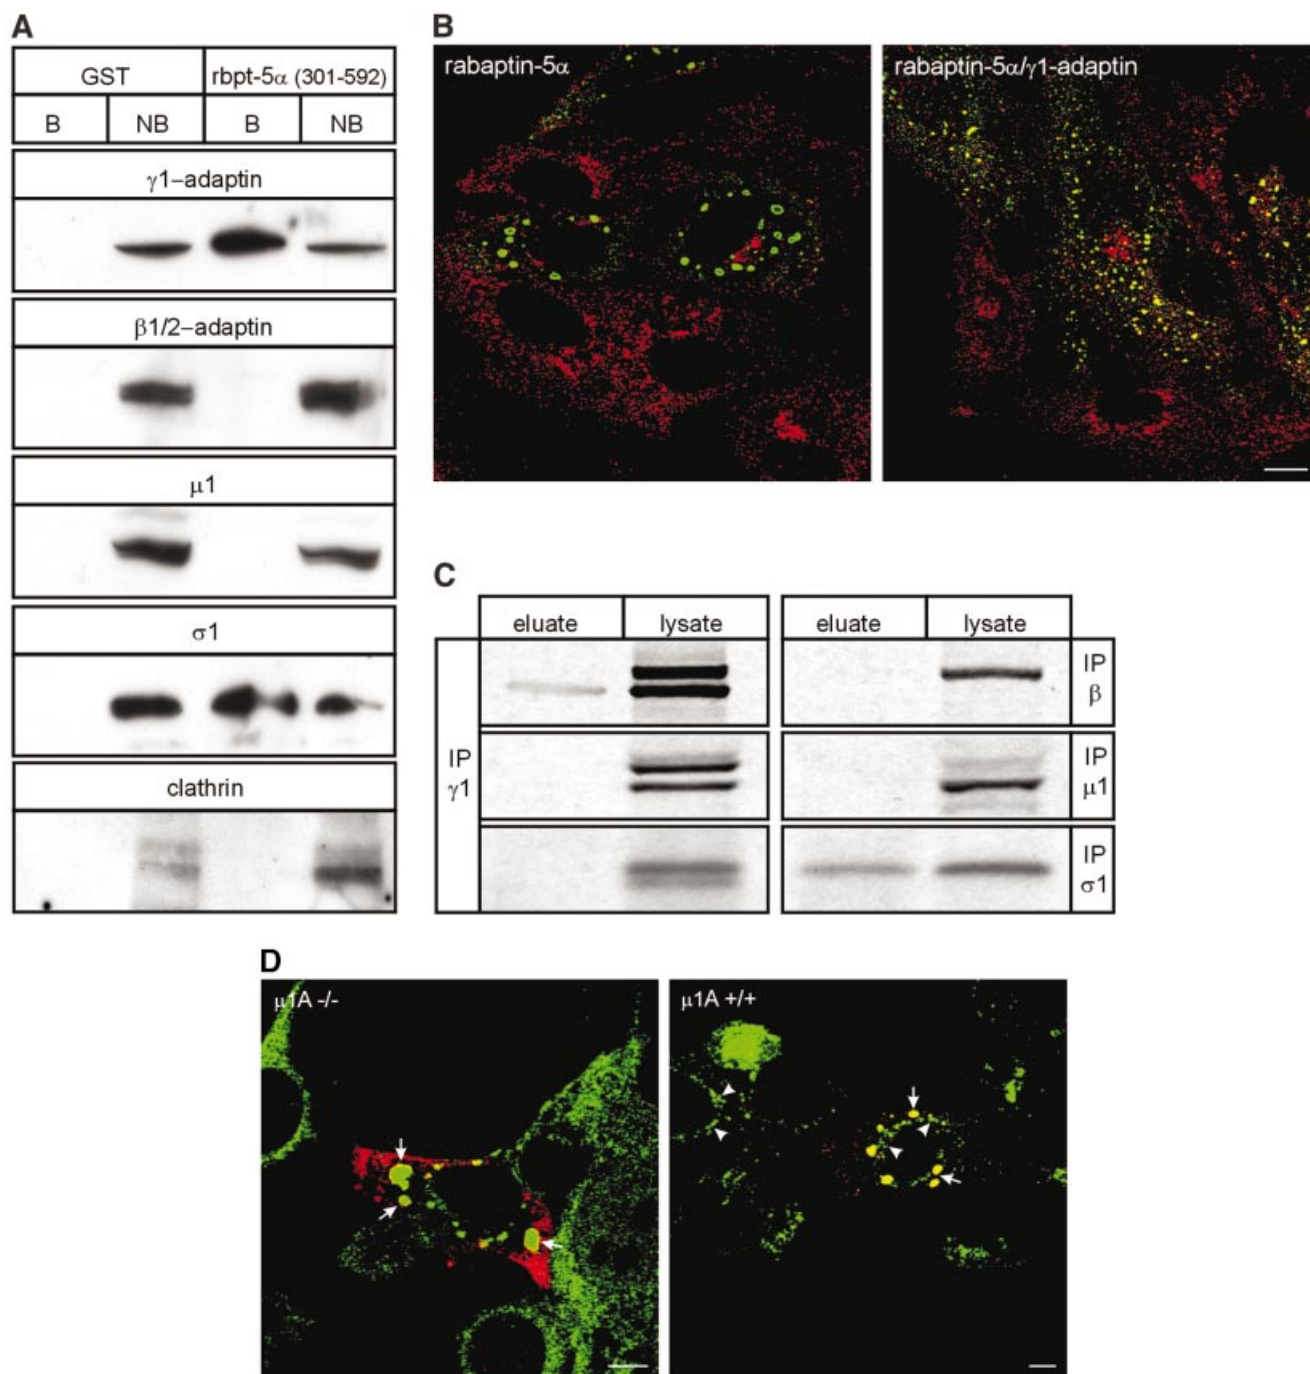 A
GST rbpt-5α (301-592)
B NB B NB
γ1–adaptin
β1/2–adaptin
μ1
σ1
clathrin
B
rabaptin-5α
rabaptin-5α/γ1-adaptin
C
eluate lysate eluate lysate
IP
β
IP
γ1
IP
μ1
IP
σ1
D
μ1A -/-
μ1A +/+